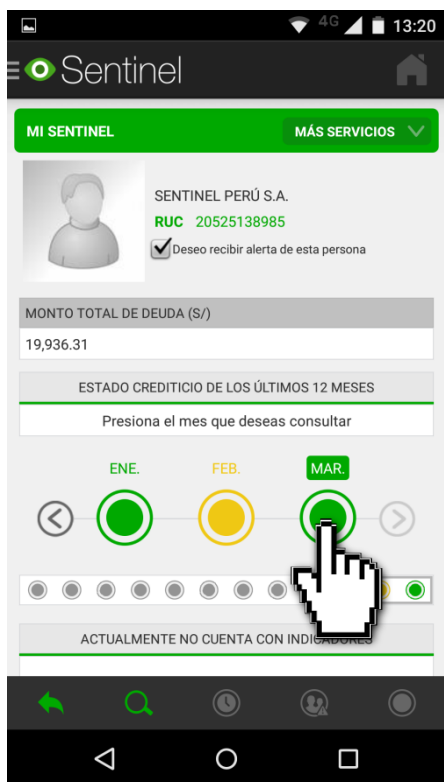 4G 13:20
Sentinel
MI SENTINEL MÁS SERVICIOS
SENTINEL PERÚ S.A.
RUC 20525138985
Deseo recibir alerta de esta persona
MONTO TOTAL DE DEUDA (S/)
19,936.31
ESTADO CREDITICIO DE LOS ÚLTIMOS 12 MESES
Presiona el mes que deseas consultar
ENE. FEB. MAR.
ACTUALMENTE NO CUENTA CON INDICADORES